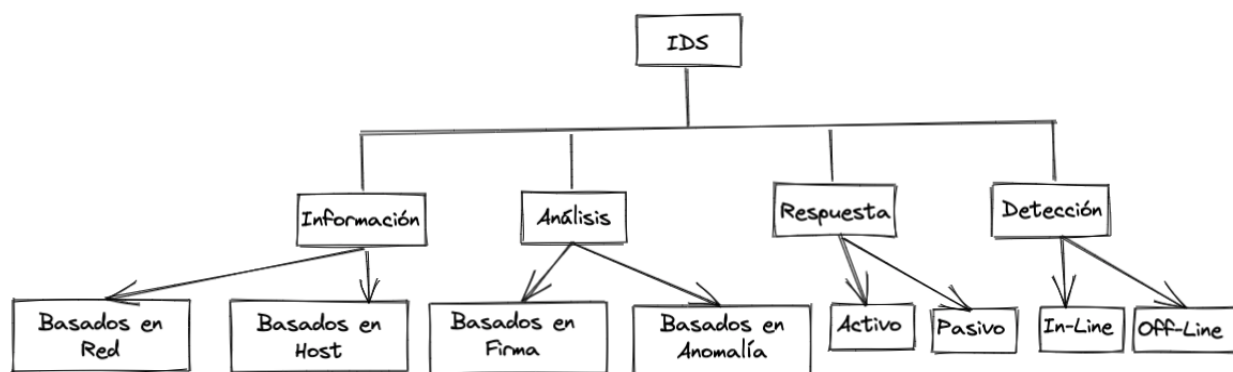 IDS
Información
Análisis
Respuesta
Detección
Basados en
Red
Basados en
Host
Basados en
Firma
Basados en
Anomalía
Activo
Pasivo
In-Line
Off-Line